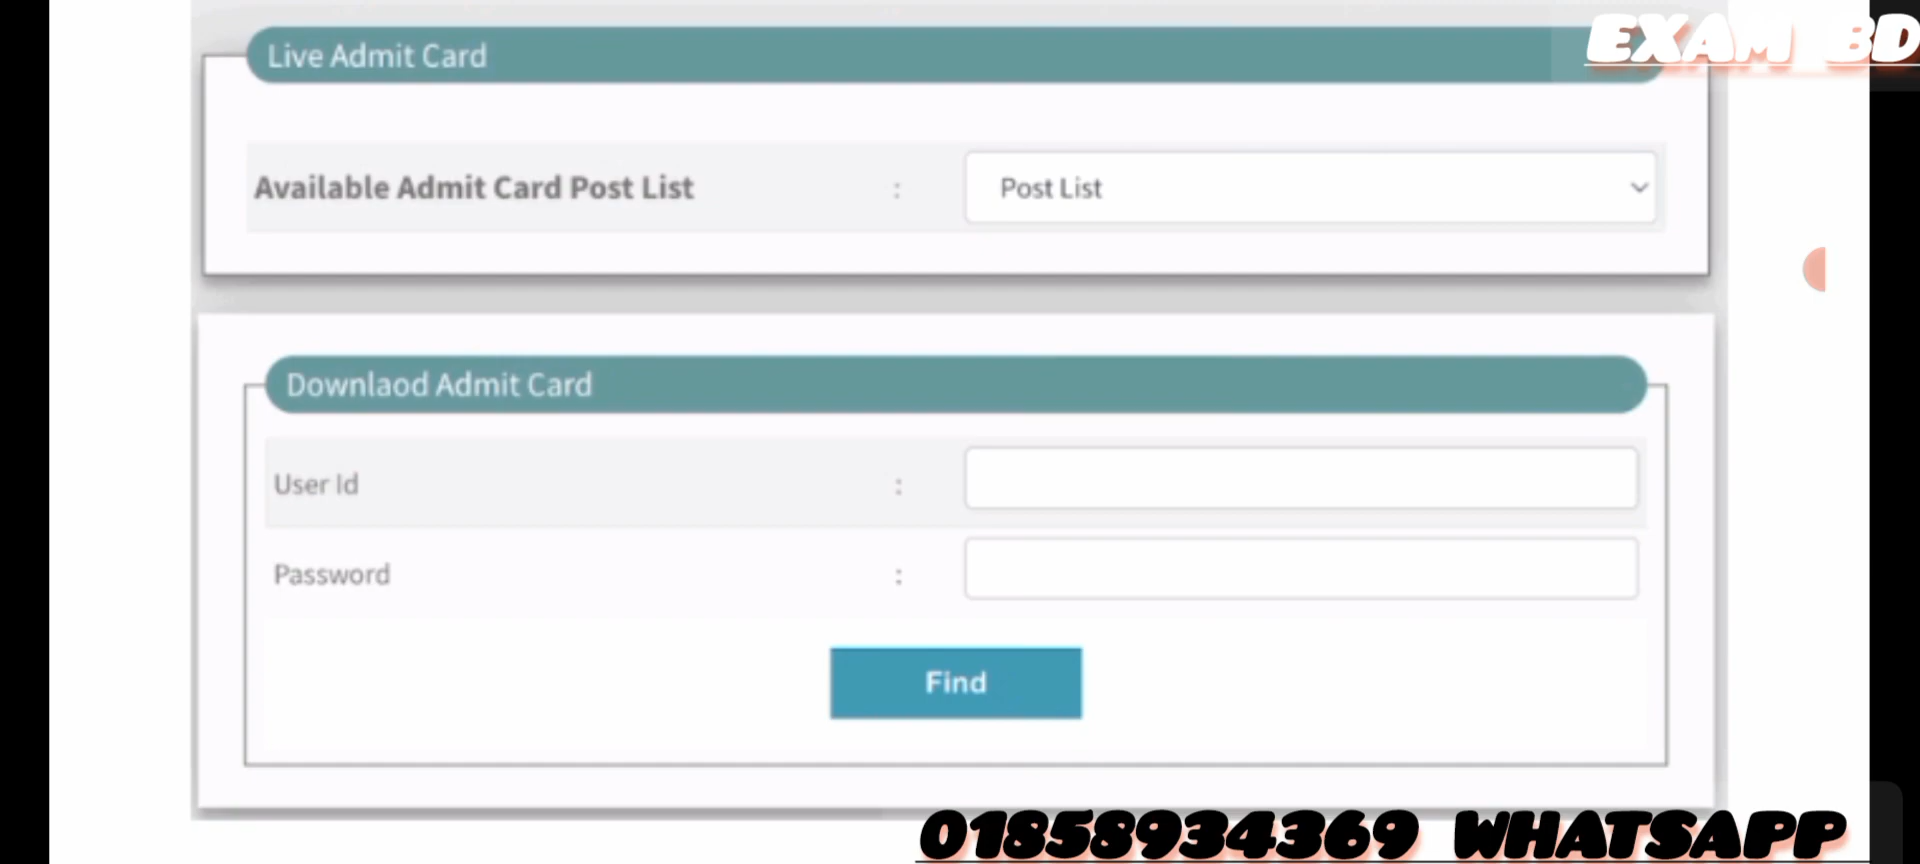 EXAM BD
Live Admit Card
Available Admit Card Post List : Post List
Downlaod Admit Card
User Id :
Password :
Find
01858934369 WHATSAPP